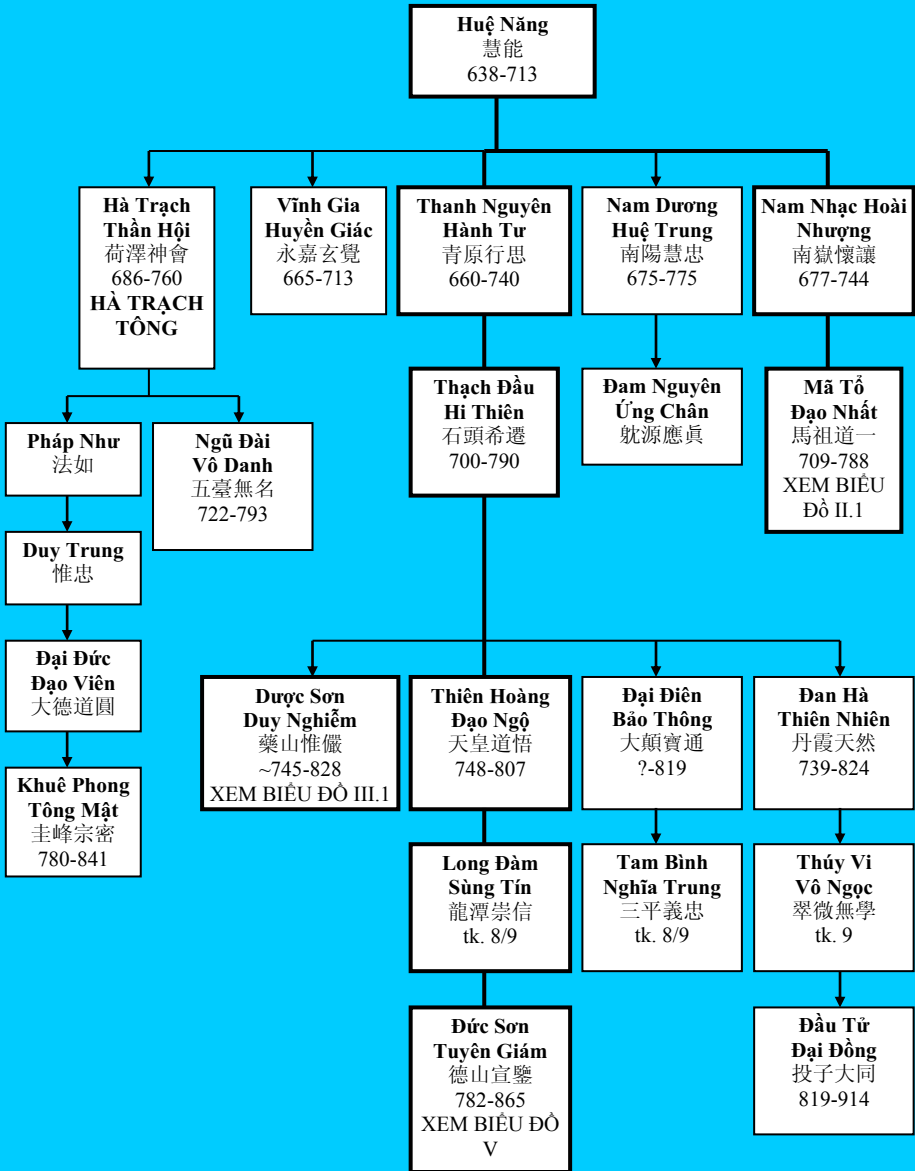 Huệ Năng
慧能
638-713
Hà Trạch
Thần Hội
荷澤神會
686-760
HÀ TRẠCH
TÔNG
Vĩnh Gia
Huyền Giác
永嘉玄覺
665-713
Thanh Nguyên
Hành Tư
青原行思
660-740
Nam Dương
Huệ Trung
南陽慧忠
675-775
Nam Nhạc Hoài
Nhượng
南嶽懷讓
677-744
Pháp Như
法如
Ngũ Đài
Vô Danh
五臺無名
722-793
Thạch Đầu
Hi Thiên
石頭希遷
700-790
Đam Nguyên
Ứng Chân
躭源應眞
Mã Tổ
Đạo Nhất
馬祖道一
709-788
XEM BIỂU
Đồ II.1
Duy Trung
惟忠
Đại Đức
Đạo Viên
大德道圓
Khuê Phong
Tông Mật
圭峰宗密
780-841
Dược Sơn
Duy Nghiễm
藥山惟儼
~745-828
XEM BIỂU ĐỒ III.1
Thiên Hoàng
Đạo Ngộ
天皇道悟
748-807
Đại Điên
Bảo Thông
大顛寶通
?-819
Đan Hà
Thiên Nhiên
丹霞天然
739-824
Long Đàm
Sùng Tín
龍潭崇信
tk. 8/9
Tam Bình
Nghĩa Trung
三平義忠
tk. 8/9
Thúy Vi
Vô Ngọc
翠微無學
tk. 9
Đức Sơn
Tuyên Giám
德山宣鑒
782-865
XEM BIỂU ĐỒ
V
Đầu Tử
Đại Đồng
投子大同
819-914